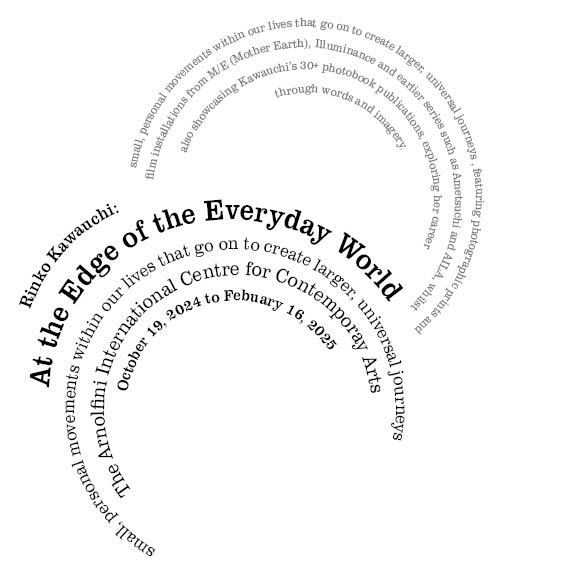 small, personal movements within our lives that go on to create larger, universal journeys , featuring photographic prints and
film installations from M/E (Mother Earth), Illuminance and earlier series such as Ametsuchi and AILA, whilst
also showcasing Kawauchi's 30+ photobook publications, exploring her career
through words and imagery.
Rinko Kawauchi:
At the Edge of the Everyday World
small, personal movements within our lives that go on to create larger, universal journeys
The Arnolfini International Centre for Contemporay Arts
October 19, 2024 to Febuary 16, 2025